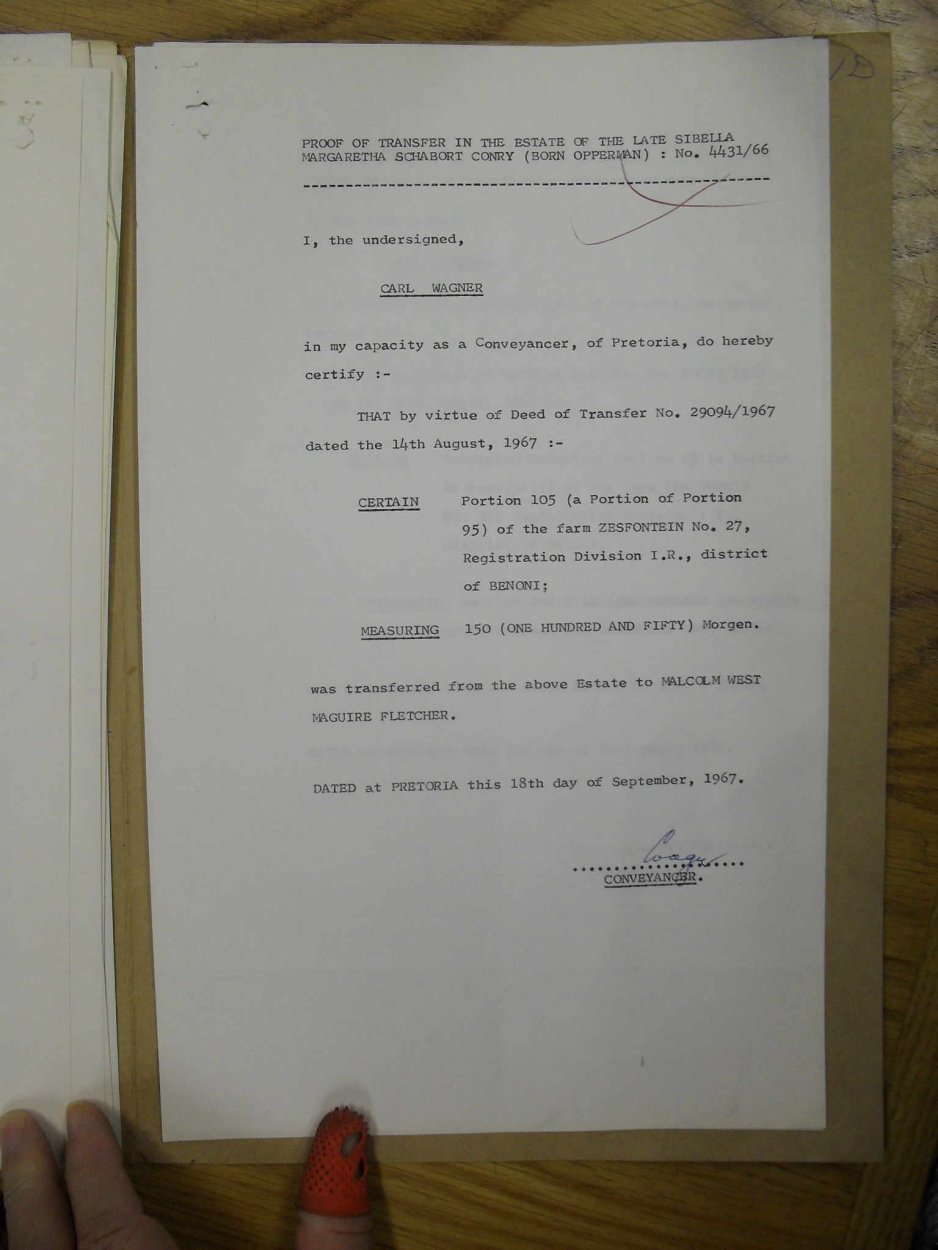 PROOF OF TRANSFER IN THE ESTATE OF THE LATE SIBELLA
MARGARETHA SCHABORT CONRY (BORN OPPERMAN) : No. 4431/66
I, the undersigned,
CARL WAGNER
in my capacity as a Conveyancer, of Pretoria, do hereby
certify :-
THAT by virtue of Deed of Transfer No. 29094/1967
dated the 14th August, 1967 :-
CERTAIN Portion 105 (a Portion of Portion
95) of the farm ZESFONTEIN No. 27,
Registration Division I.R., district
of BENONI;
MEASURING 150 (ONE HUNDRED AND FIFTY) Morgen.
was transferred from the above Estate to MALCOLM WEST
MAGUIRE FLETCHER.
DATED at PRETORIA this 18th day of September, 1967.
CONVEYANCER.